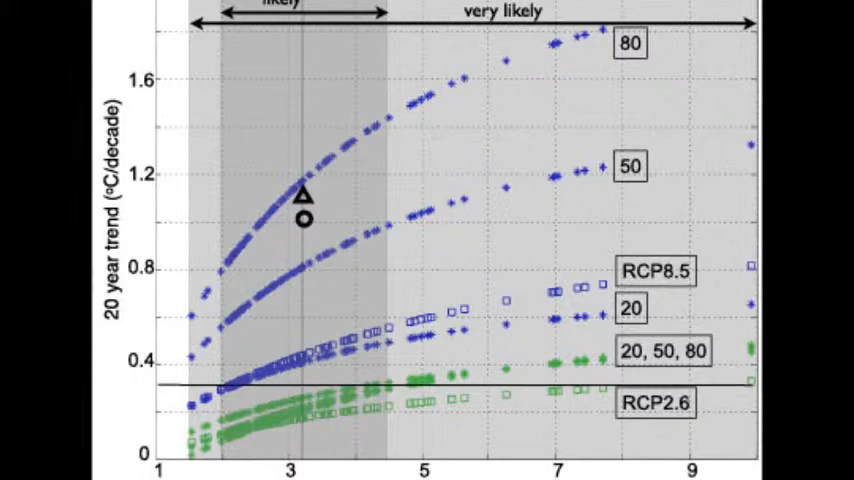 likely
very likely
80
1.6
50
1.2
20 year trend (°C/decade)
RCP8.5
0.8
20
20, 50, 80
0.4
RCP2.6
0
1 3 5 7 9